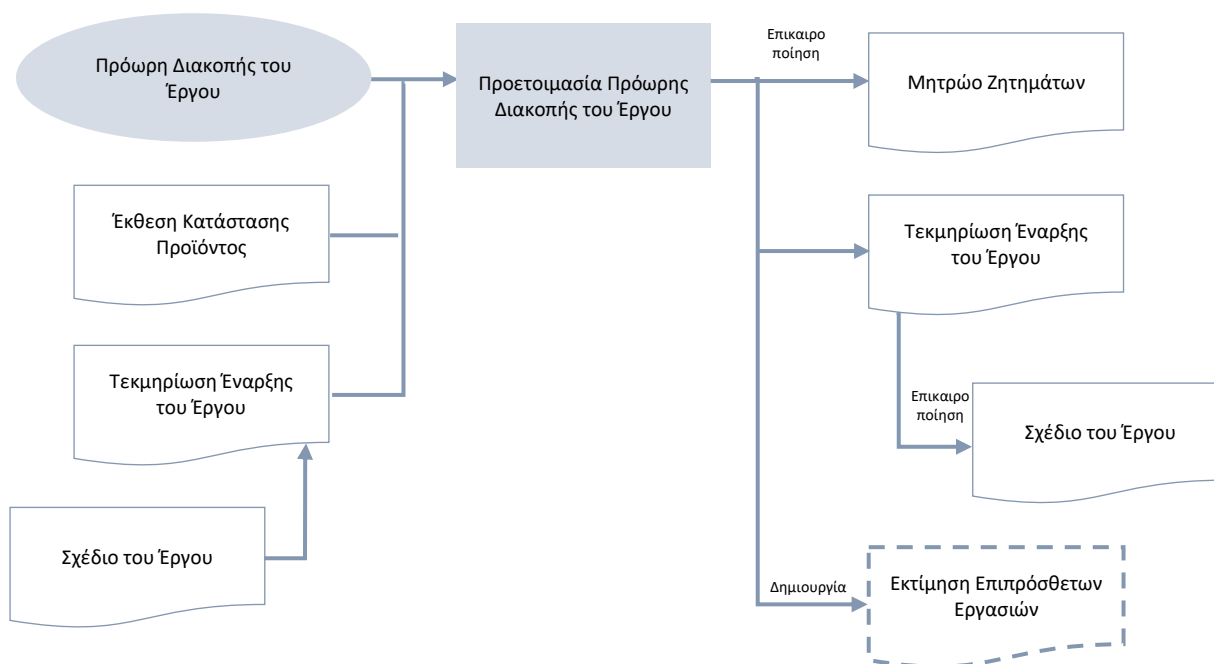 Πρόωρη Διακοπής του
Έργου
Προετοιμασία Πρόωρης
Διακοπής του Έργου
Επικαιρο
ποίηση
Μητρώο Ζητημάτων
Έκθεση Κατάστασης
Προϊόντος
Τεκμηρίωση Έναρξης
του Έργου
Τεκμηρίωση Έναρξης
του Έργου
Επικαιρο
ποίηση
Σχέδιο του Έργου
Σχέδιο του Έργου
Δημιουργία
Εκτίμηση Επιπρόσθετων
Εργασιών